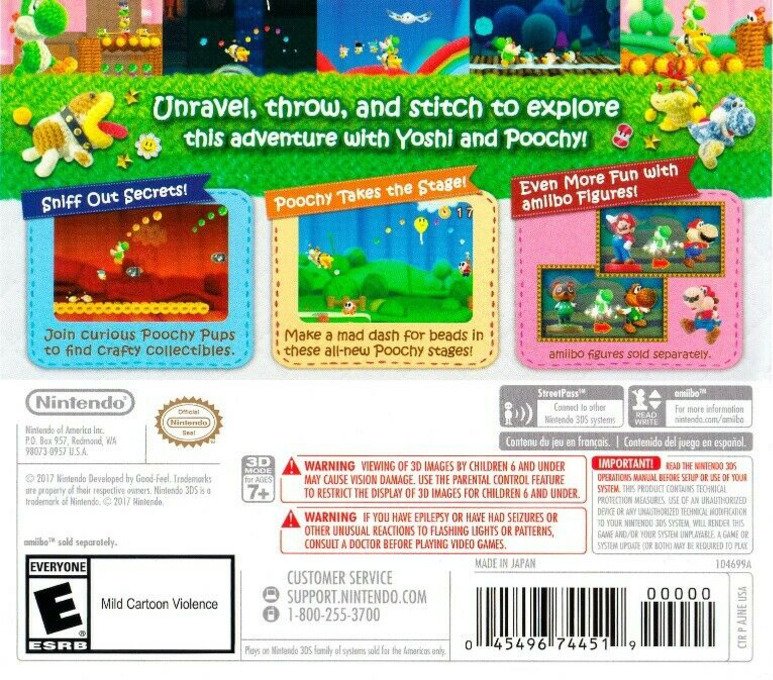 Unravel, throw, and stitch to explore
this adventure with Yoshi and Poochy!
Sniff Out Secrets!
Join curious Poochy Pups
to find crafty collectibles.
Poochy Takes the Stage!
17
Make a mad dash for beads in
these all-new Poochy stages!
Even More Fun with
amiibo Figures!
amiibo figures sold separately.
Nintendo®
Nintendo of America Inc.
P.O. Box 957, Redmond, WA
98073-0957 U.S.A.
Official
Nintendo
Seal
StreetPass™
Connect to other
Nintendo 3DS systems
READ
WRITE
amiibo™
For more information
nintendo.com/amiibo
Contenu du jeu en français. | Contenido del juego en español.
© 2017 Nintendo Developed by Good-Feel. Trademarks
are property of their respective owners. Nintendo 3DS is a
trademark of Nintendo. © 2017 Nintendo.
3D
MODE
for AGES
7+
WARNING VIEWING OF 3D IMAGES BY CHILDREN 6 AND UNDER
MAY CAUSE VISION DAMAGE. USE THE PARENTAL CONTROL FEATURE
TO RESTRICT THE DISPLAY OF 3D IMAGES FOR CHILDREN 6 AND UNDER.
WARNING IF YOU HAVE EPILEPSY OR HAVE HAD SEIZURES OR
OTHER UNUSUAL REACTIONS TO FLASHING LIGHTS OR PATTERNS,
CONSULT A DOCTOR BEFORE PLAYING VIDEO GAMES.
IMPORTANT! READ THE NINTENDO 3DS
OPERATIONS MANUAL BEFORE SETUP OR USE OF YOUR
SYSTEM. THIS PRODUCT CONTAINS TECHNICAL
PROTECTION MEASURES. USE OF AN UNAUTHORIZED
DEVICE OR ANY UNAUTHORIZED TECHNICAL MODIFICATION
TO YOUR NINTENDO 3DS SYSTEM, WILL RENDER THIS
GAME AND/OR YOUR SYSTEM UNPLAYABLE. A GAME OR
SYSTEM UPDATE (OR BOTH) MAY BE REQUIRED TO PLAY.
amiibo™ sold separately.
MADE IN JAPAN
104699A
EVERYONE
E
ESRB
Mild Cartoon Violence
CUSTOMER SERVICE
SUPPORT.NINTENDO.COM
1-800-255-3700
Plays on Nintendo 3DS family of systems sold for the Americas only.
00000
0 45496 74451 9
CTR P AJNE USA